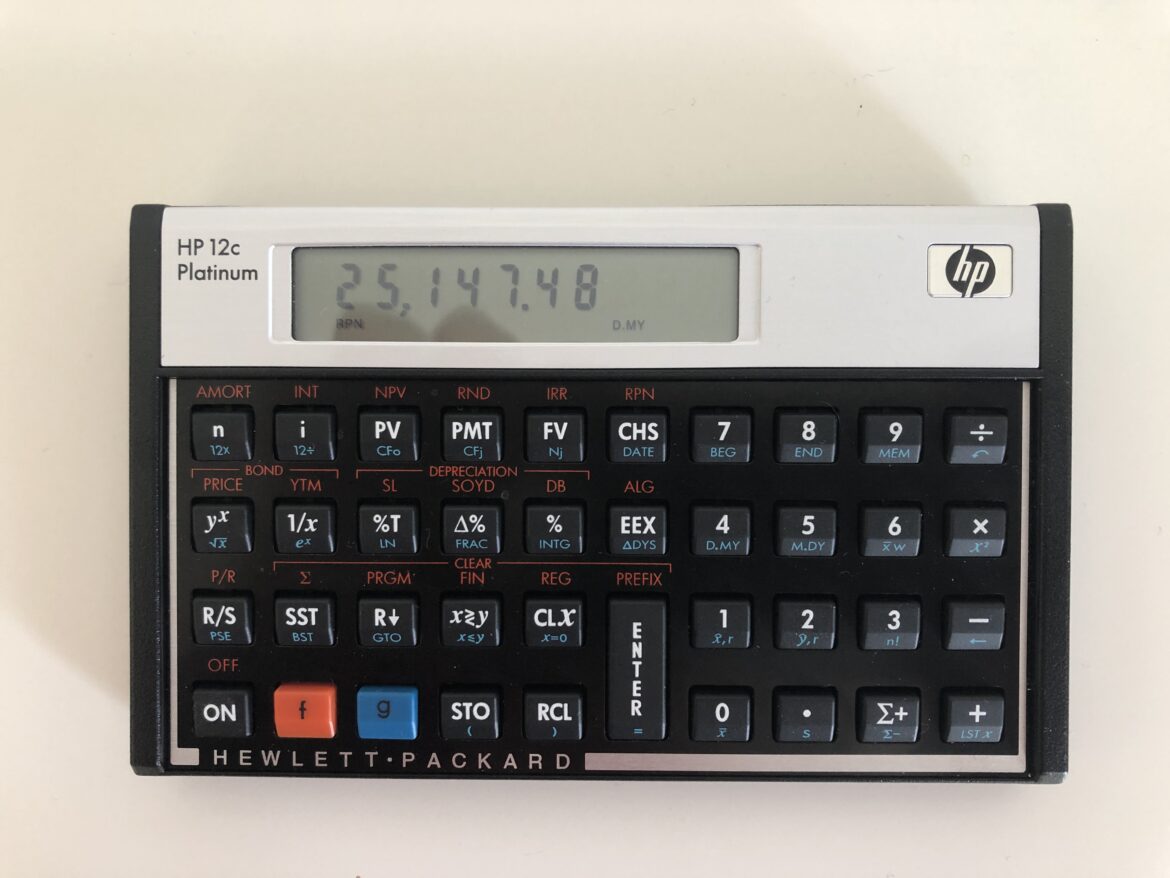 HP 12c
Platinum
hp
25,147.48
RPN D.MY
AMORT INT NPV RND IRR RPN
n i PV PMT FV CHS 7 8 9 ÷
12x 12÷ CFo CFj Nj DATE BEG END MEM ↶
BOND DEPRECIATION
PRICE YTM SL SOYD DB ALG
yˣ 1/x %T Δ% % EEX 4 5 6 ×
√x eˣ LN FRAC INTG ΔDYS D.MY M.DY x̄w x²
CLEAR
P/R Σ PRGM FIN REG PREFIX
R/S SST R↓ x≷y CLx ENTER 1 2 3 −
PSE BST GTO x≤y x=0 = x̂,r ŷ,r n! ←
OFF
ON f g STO RCL 0 • Σ+ +
( ) x̄ s Σ− LST x
HEWLETT·PACKARD